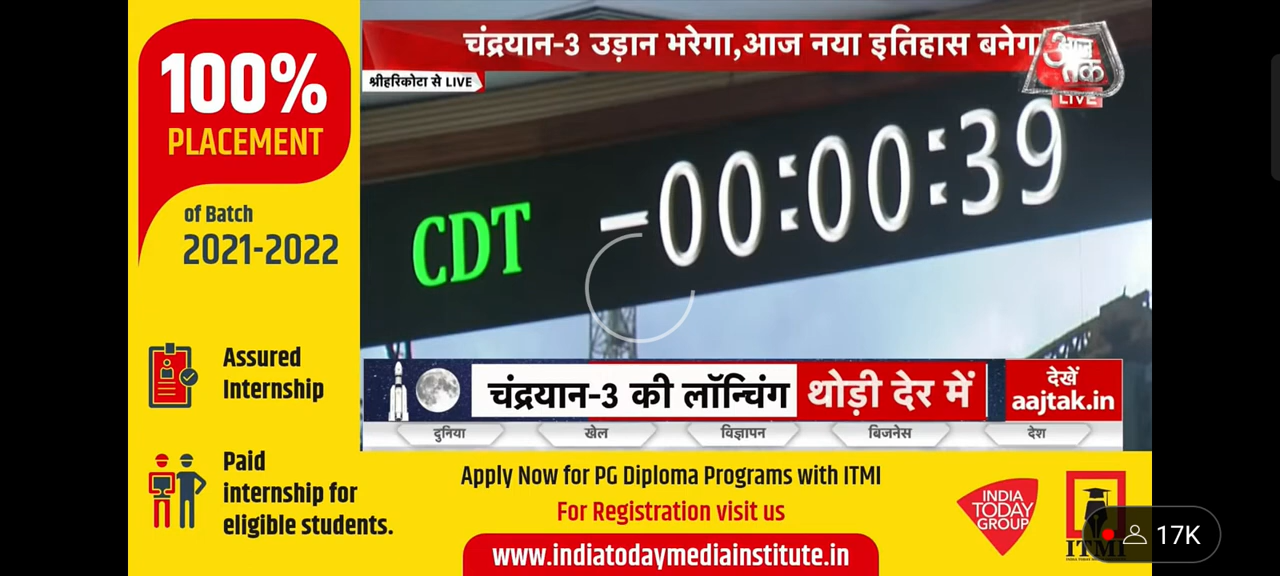 100%
PLACEMENT
of Batch
2021-2022
Assured
Internship
Paid
internship for
eligible students.
चंद्रयान-3 उड़ान भरेगा,आज नया इतिहास बनेगा
आज तक
LIVE
श्रीहरिकोटा से LIVE
CDT -00:00:39
चंद्रयान-3 की लॉन्चिंग थोड़ी देर में
देखें
aajtak.in
दुनिया खेल विज्ञापन बिजनेस देश
Apply Now for PG Diploma Programs with ITMI
For Registration visit us
www.indiatodaymediainstitute.in
INDIA
TODAY
GROUP
ITMI
17K